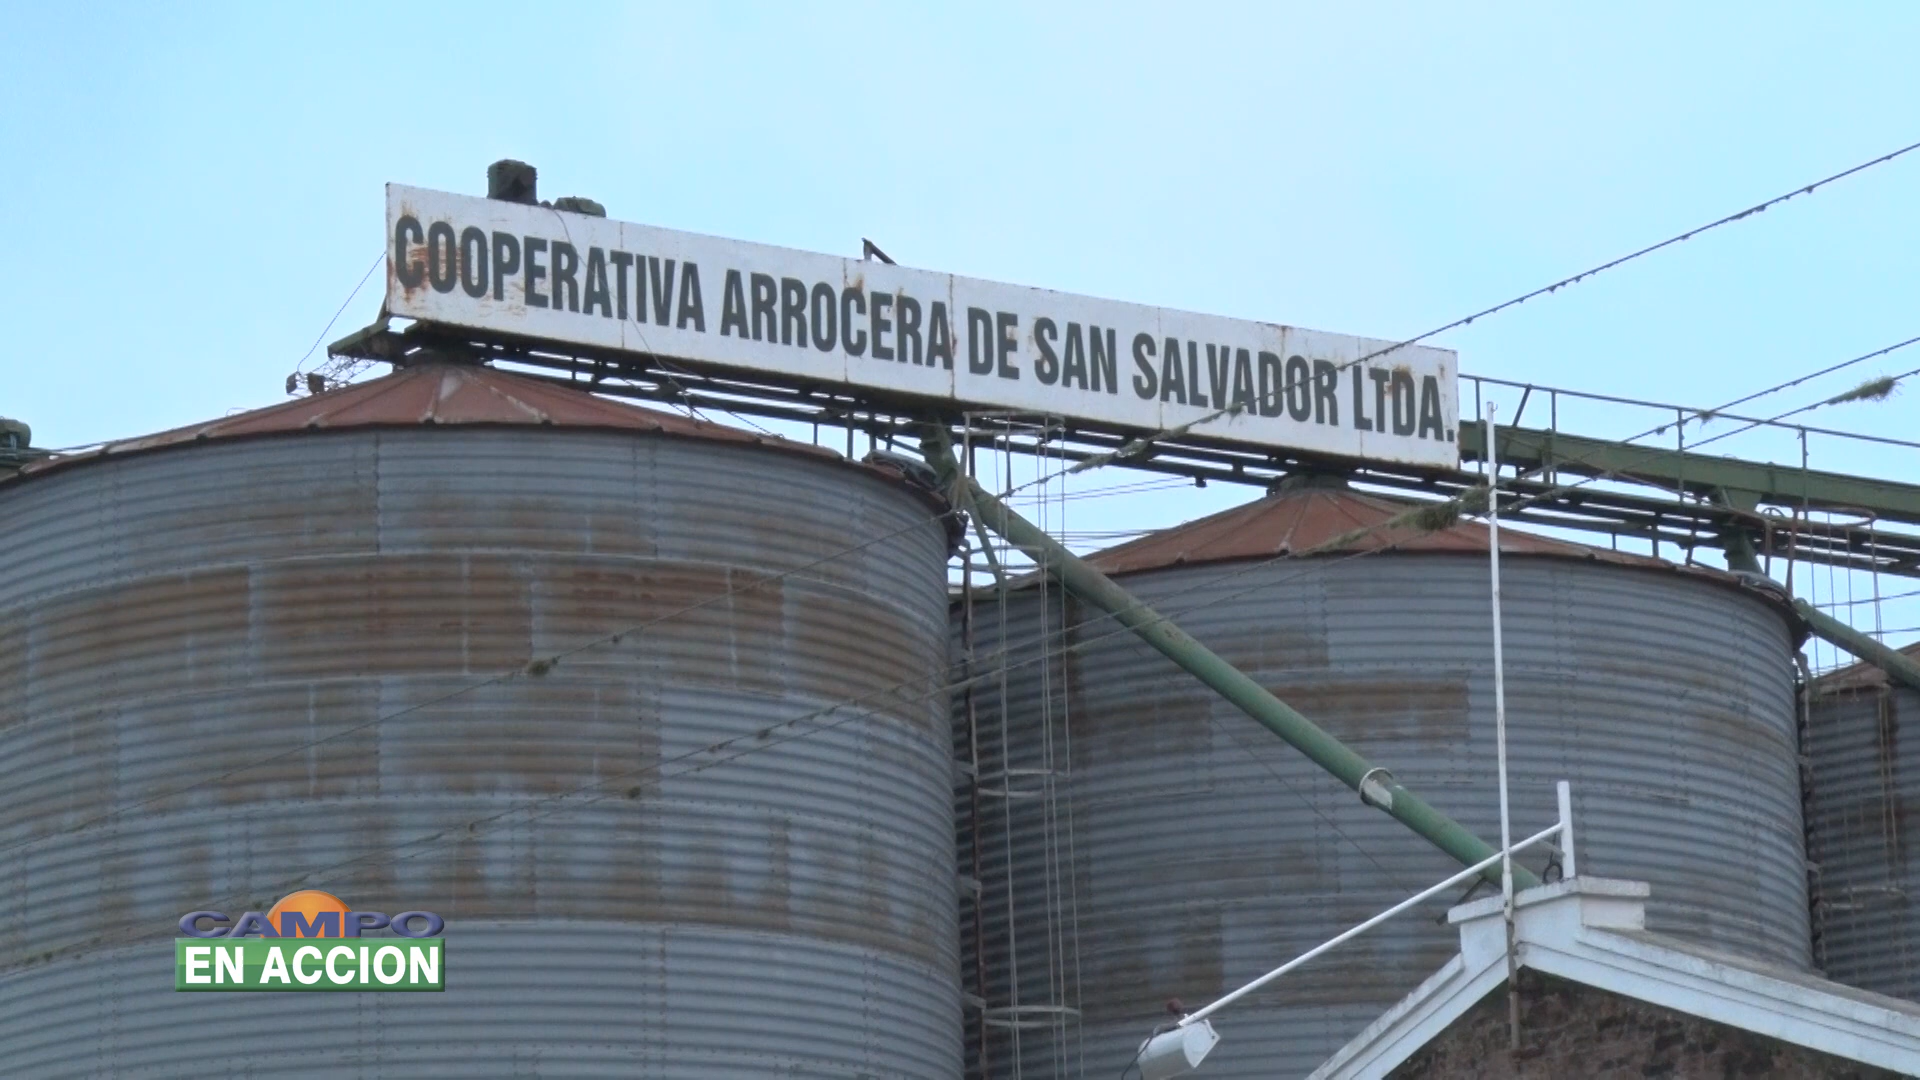 COOPERATIVA ARROCERA DE SAN SALVADOR LTDA.
CAMPO
EN ACCION